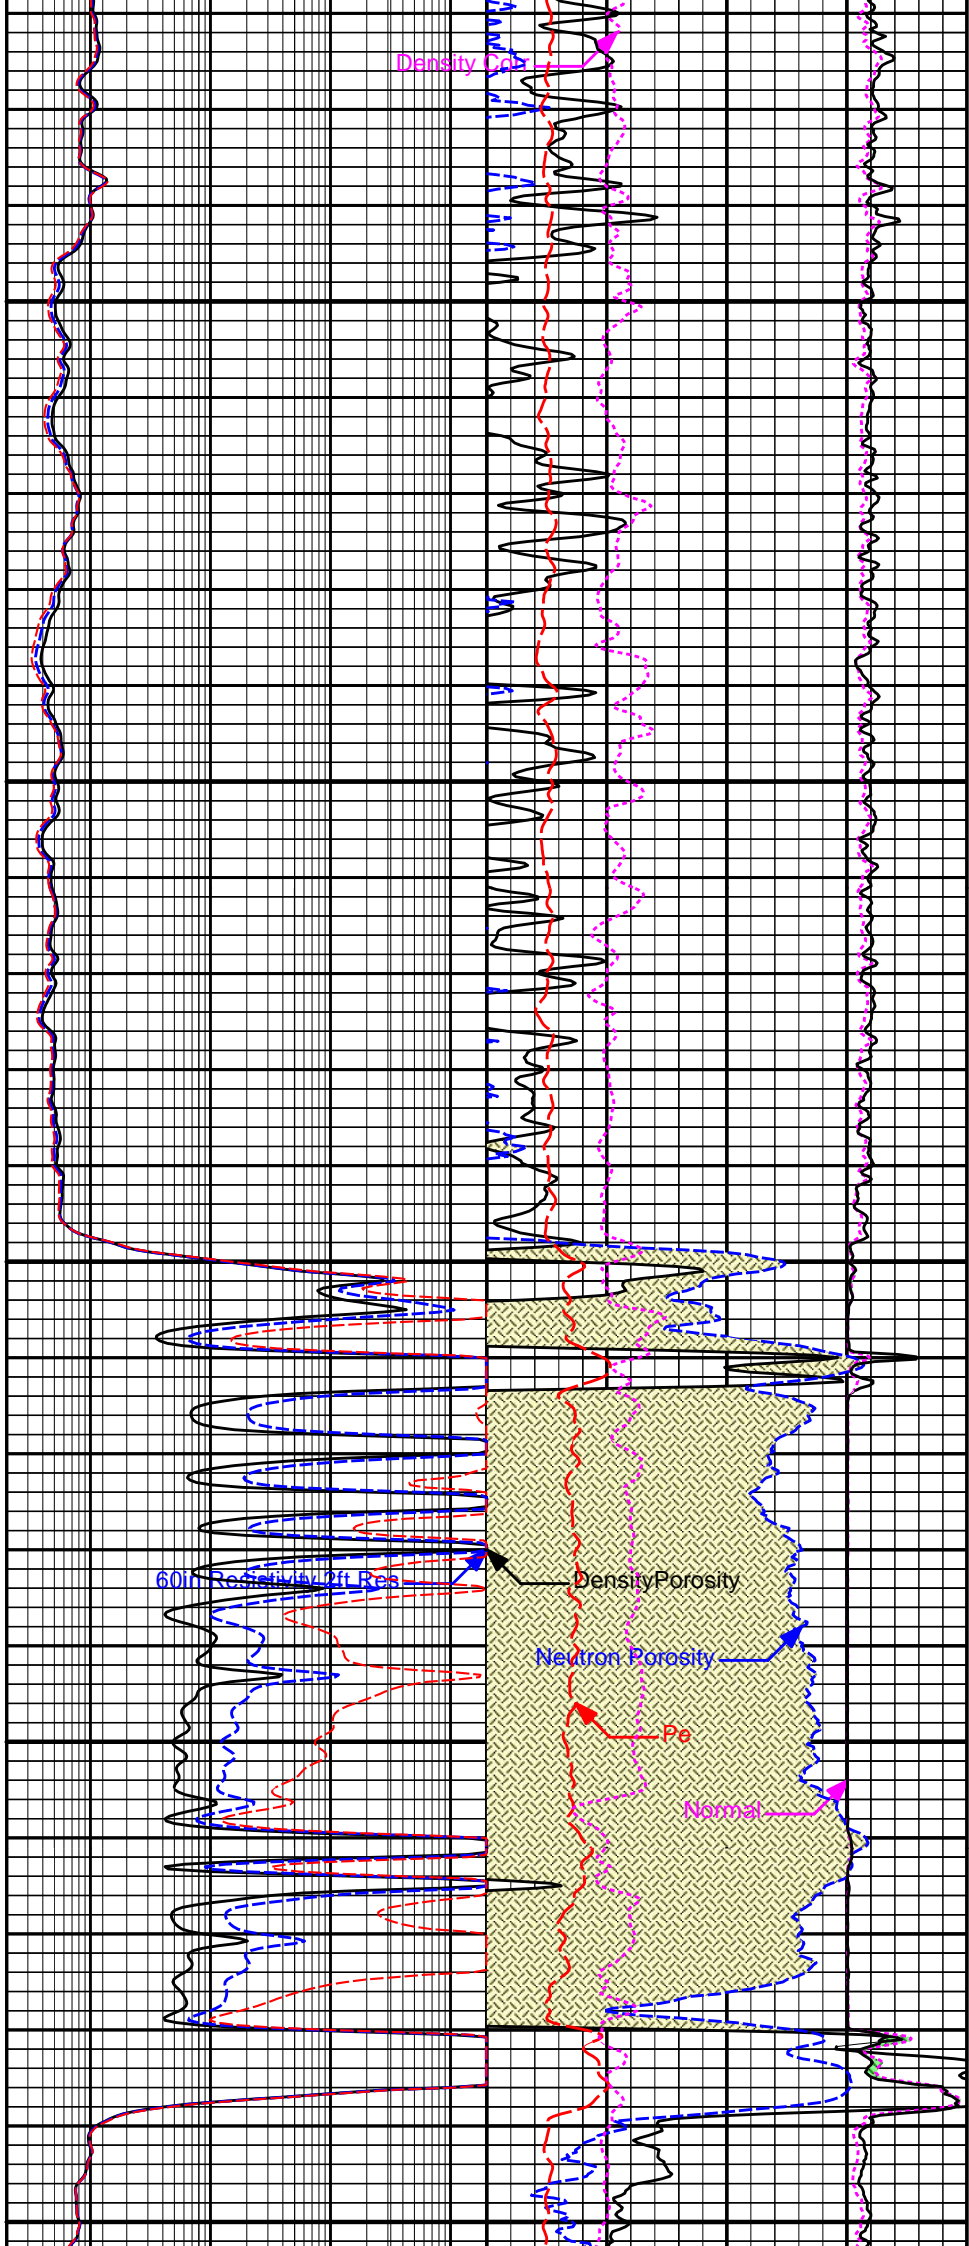 Density Corr
60in Resistivity 2ft Res
DensityPorosity
Neutron Porosity
Pe
Normal